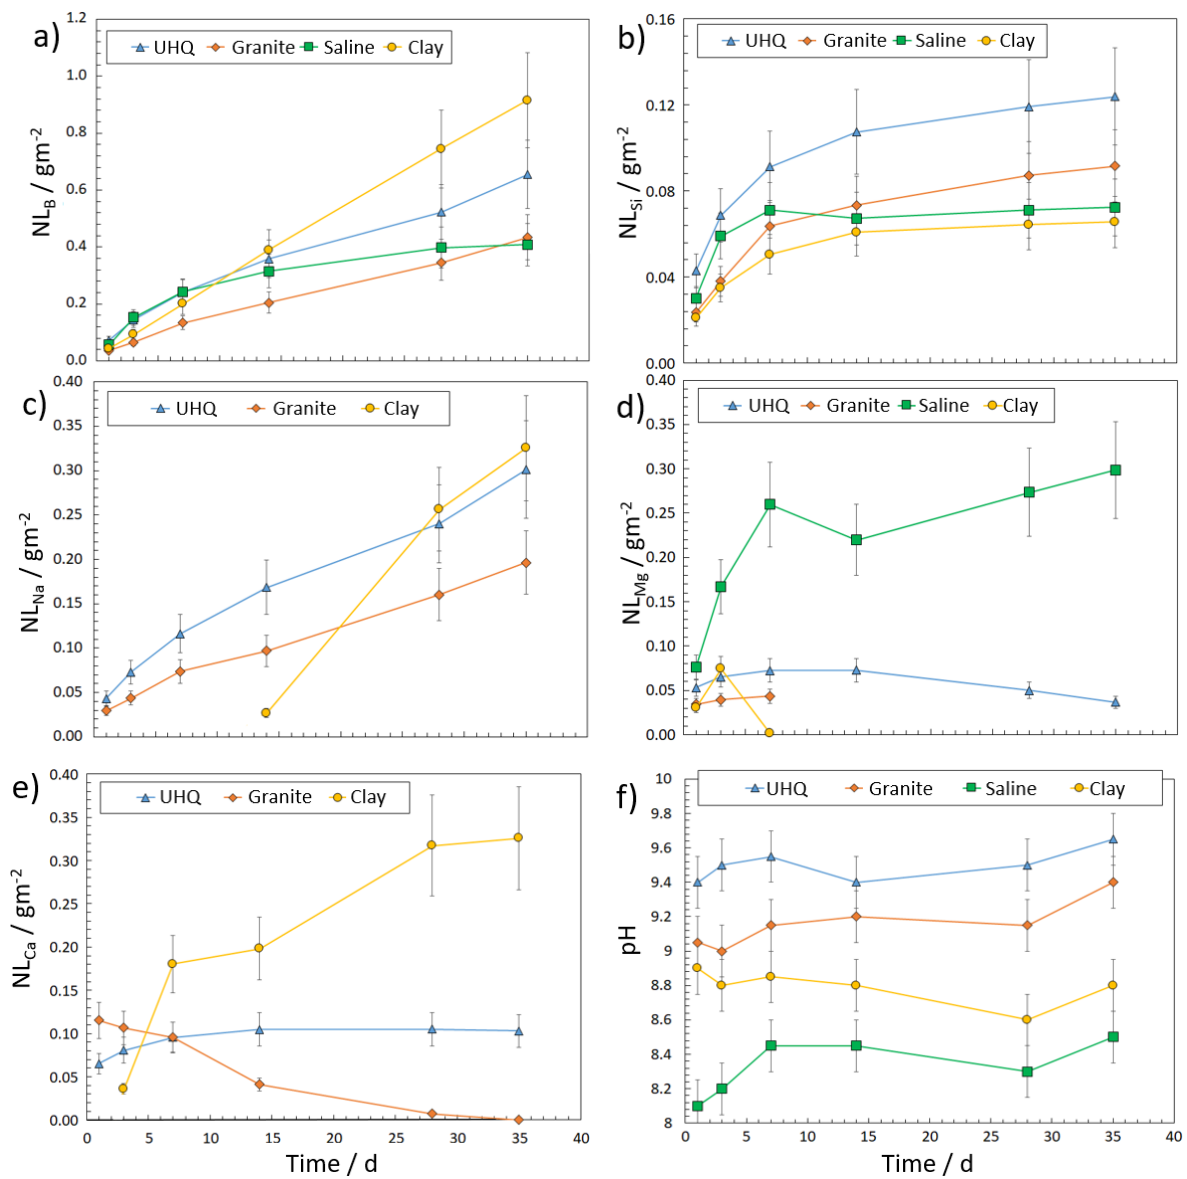 a)
UHQ Granite Saline Clay
1.2
1.0
0.8
0.6
0.4
0.2
0.0
NL_B / gm^-2
b)
UHQ Granite Saline Clay
0.16
0.12
0.08
0.04
0.00
NL_Si / gm^-2
c)
UHQ Granite Clay
0.40
0.35
0.30
0.25
0.20
0.15
0.10
0.05
0.00
NL_Na / gm^-2
d)
UHQ Granite Saline Clay
0.40
0.30
0.25
0.20
0.15
0.10
0.05
0.00
NL_Mg / gm^-2
e)
UHQ Granite Clay
0.40
0.35
0.30
0.25
0.20
0.15
0.10
0.05
0.00
NL_Ca / gm^-2
0 5 10 15 20 25 30 35 40
Time / d
f)
UHQ Granite Saline Clay
10
9.8
9.6
9.4
9.2
9
8.8
8.6
8.4
8.2
8
pH
0 5 10 15 20 25 30 35 40
Time / d